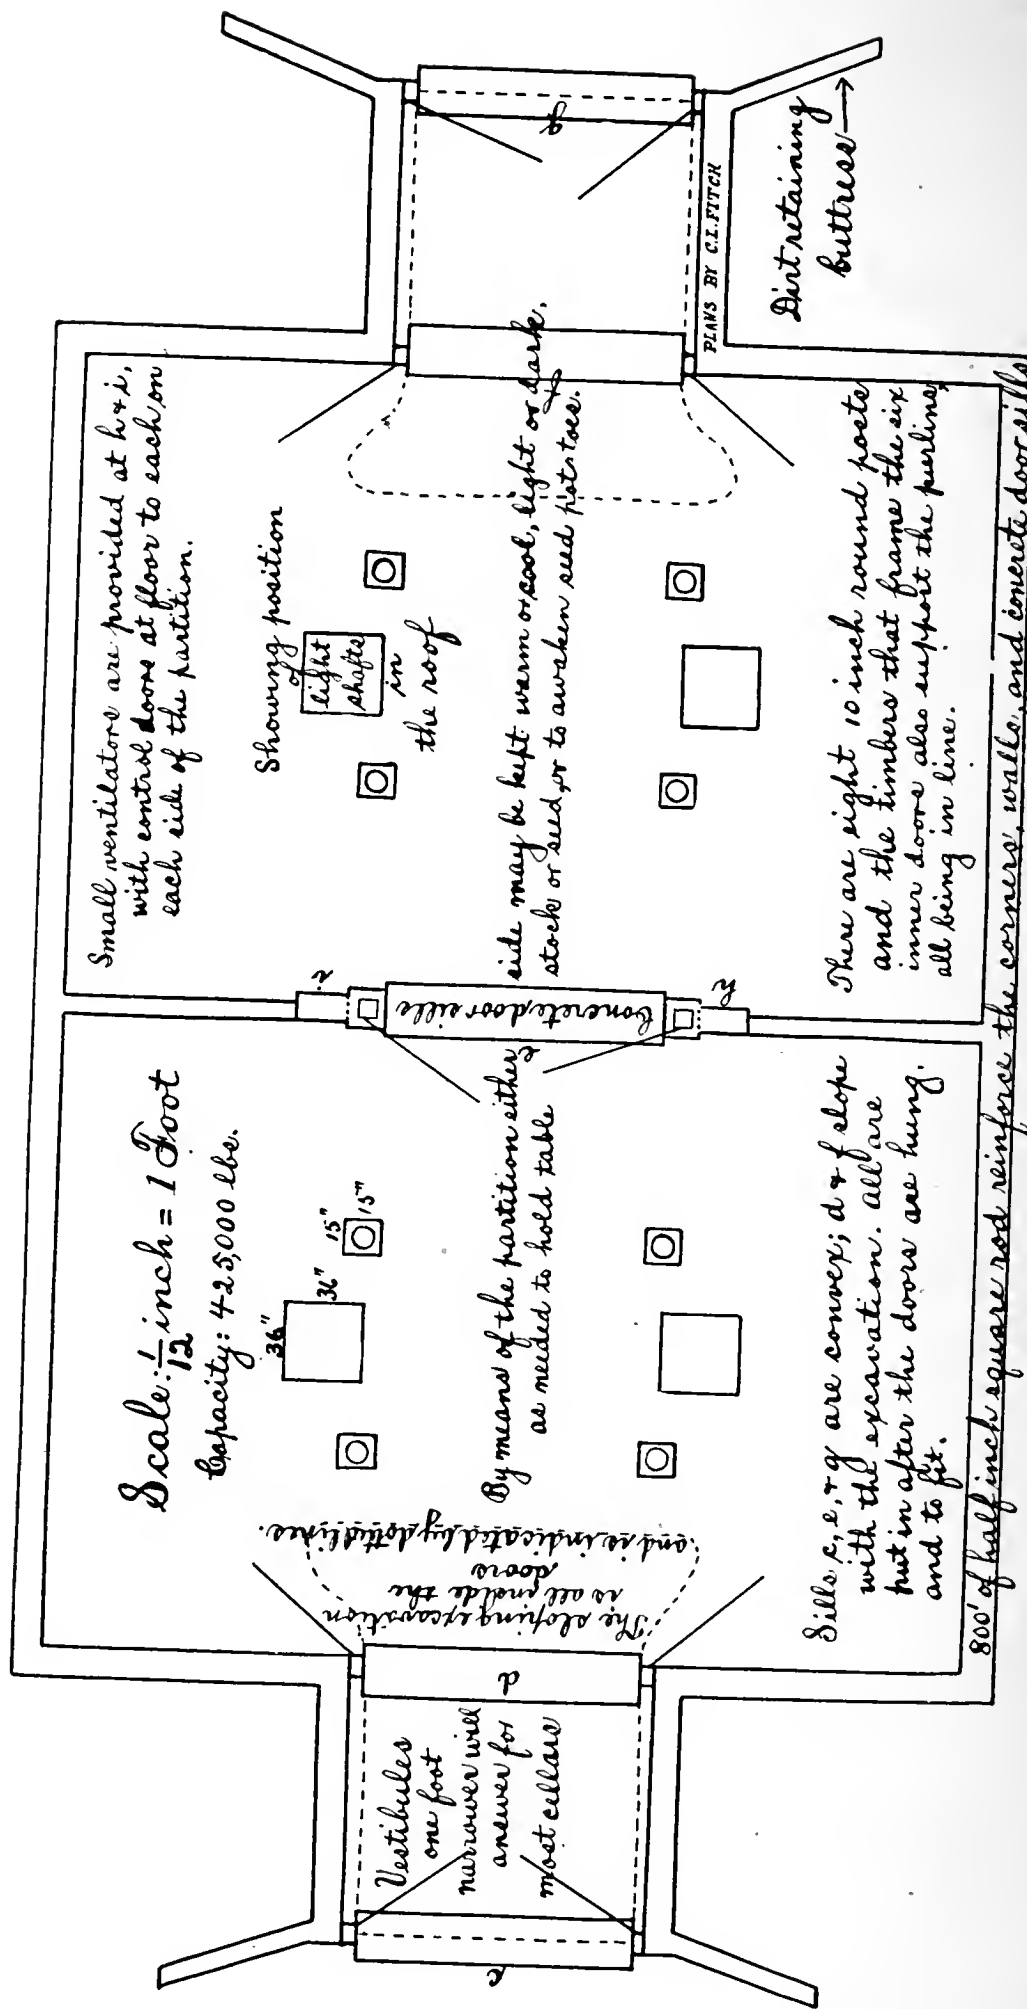 Scale: 1/12 inch = 1 Foot
Capacity: 425,000 lbs.
36"
36"
15"
15"
Small ventilators are provided at h & i,
with control doors at floor to each on
each side of the partition.
Showing position
of
light
shafts
in
the roof
The sloping excavation
is all inside the
doors
and is indicated by dotted lines.
Vestibules
one foot
narrower will
answer for
most cellars
c
d
By means of the partition either
as needed to hold table
e
Concrete door sills
i
h
side may be kept warm or cool, light or dark,
stock or seed, or to awaken seed potatoes.
f
g
Sills c, e, & g are convex; d & f slope
with the excavation. All are
put in after the doors are hung.
and to fit.
There are eight 10 inch round posts
and the timbers that frame the six
inner doors also support the purlins,
all being in line.
PLANS BY C.L. FITCH
Dirt retaining
buttress→
800' of half inch square rod reinforce the corners, walls, and concrete door sills